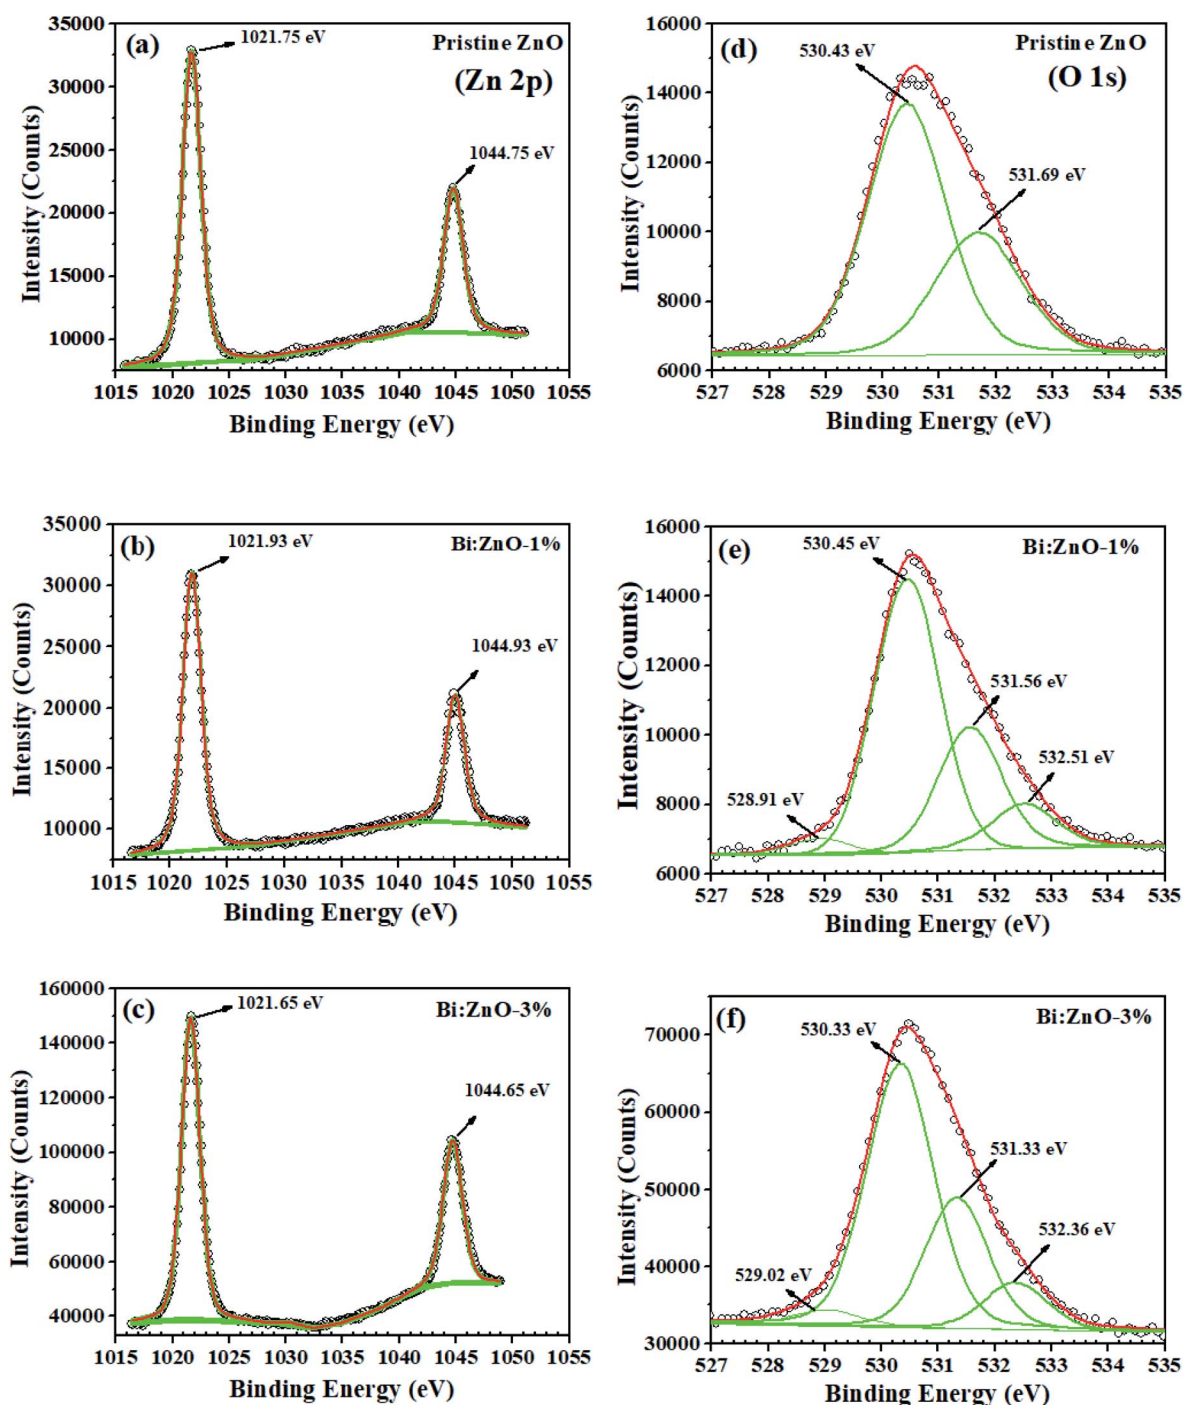 (a)
1021.75 eV
Pristine ZnO
(Zn 2p)
1044.75 eV
35000
30000
25000
20000
15000
10000
Intensity (Counts)
1015 1020 1025 1030 1035 1040 1045 1050 1055
Binding Energy (eV)
(d)
530.43 eV
Pristine ZnO
(O 1s)
531.69 eV
16000
14000
12000
10000
8000
6000
Intensity (Counts)
527 528 529 530 531 532 533 534 535
Binding Energy (eV)
(b)
1021.93 eV
Bi:ZnO-1%
1044.93 eV
35000
30000
25000
20000
15000
10000
Intensity (Counts)
1015 1020 1025 1030 1035 1040 1045 1050 1055
Binding Energy (eV)
(e)
530.45 eV
Bi:ZnO-1%
531.56 eV
532.51 eV
528.91 eV
16000
14000
12000
10000
8000
6000
Intensity (Counts)
527 528 529 530 531 532 533 534 535
Binding Energy (eV)
(c)
1021.65 eV
Bi:ZnO-3%
1044.65 eV
160000
140000
120000
100000
80000
60000
40000
Intensity (Counts)
1015 1020 1025 1030 1035 1040 1045 1050 1055
Binding Energy (eV)
(f)
530.33 eV
Bi:ZnO-3%
531.33 eV
532.36 eV
529.02 eV
70000
60000
50000
40000
30000
Intensity (Counts)
527 528 529 530 531 532 533 534 535
Binding Energy (eV)